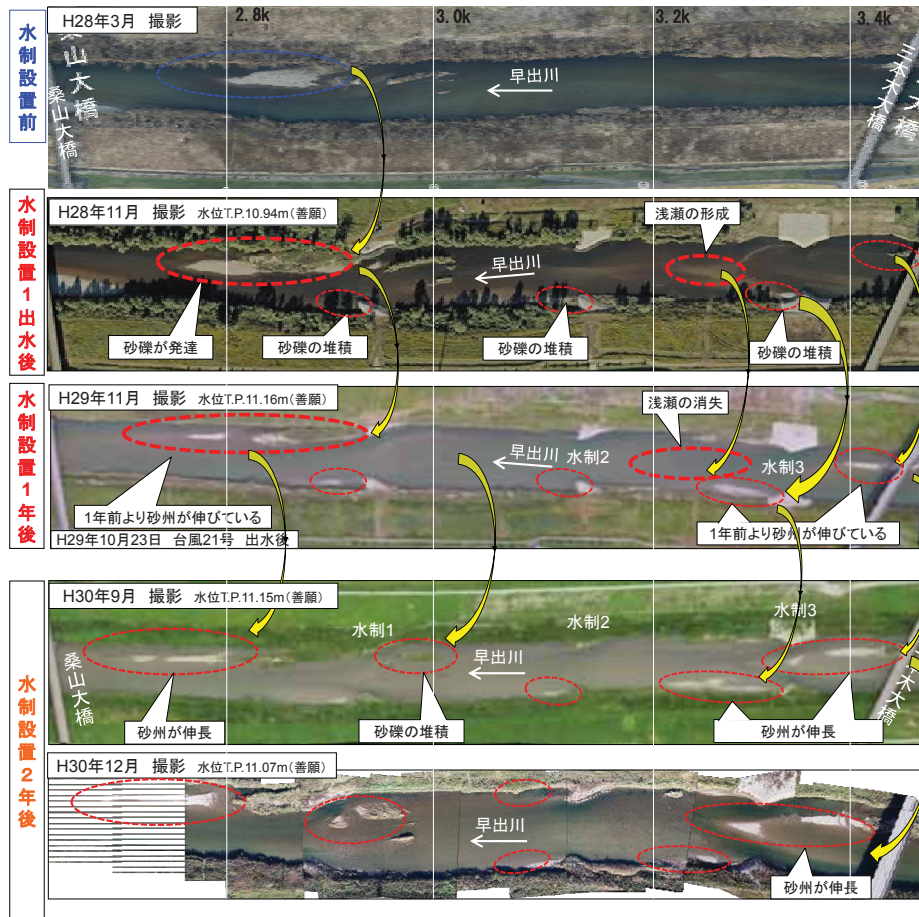 水制設置前
H28年3月 撮影
2.8k
3.0k
3.2k
3.4k
桑山大橋
桑山大橋
早出川
三本木大橋
水制設置1出水後
H28年11月 撮影 水位T.P.10.94m(善願)
浅瀬の形成
早出川
砂礫が発達
砂礫の堆積
砂礫の堆積
砂礫の堆積
水制設置1年後
H29年11月 撮影 水位T.P.11.16m(善願)
浅瀬の消失
早出川
水制2
水制3
1年前より砂州が伸びている
1年前より砂州が伸びている
H29年10月23日 台風21号 出水後
水制設置2年後
H30年9月 撮影 水位T.P.11.15m(善願)
水制1
水制2
水制3
桑山大橋
早出川
木大橋
砂州が伸長
砂礫の堆積
砂州が伸長
H30年12月 撮影 水位T.P.11.07m(善願)
早出川
砂州が伸長